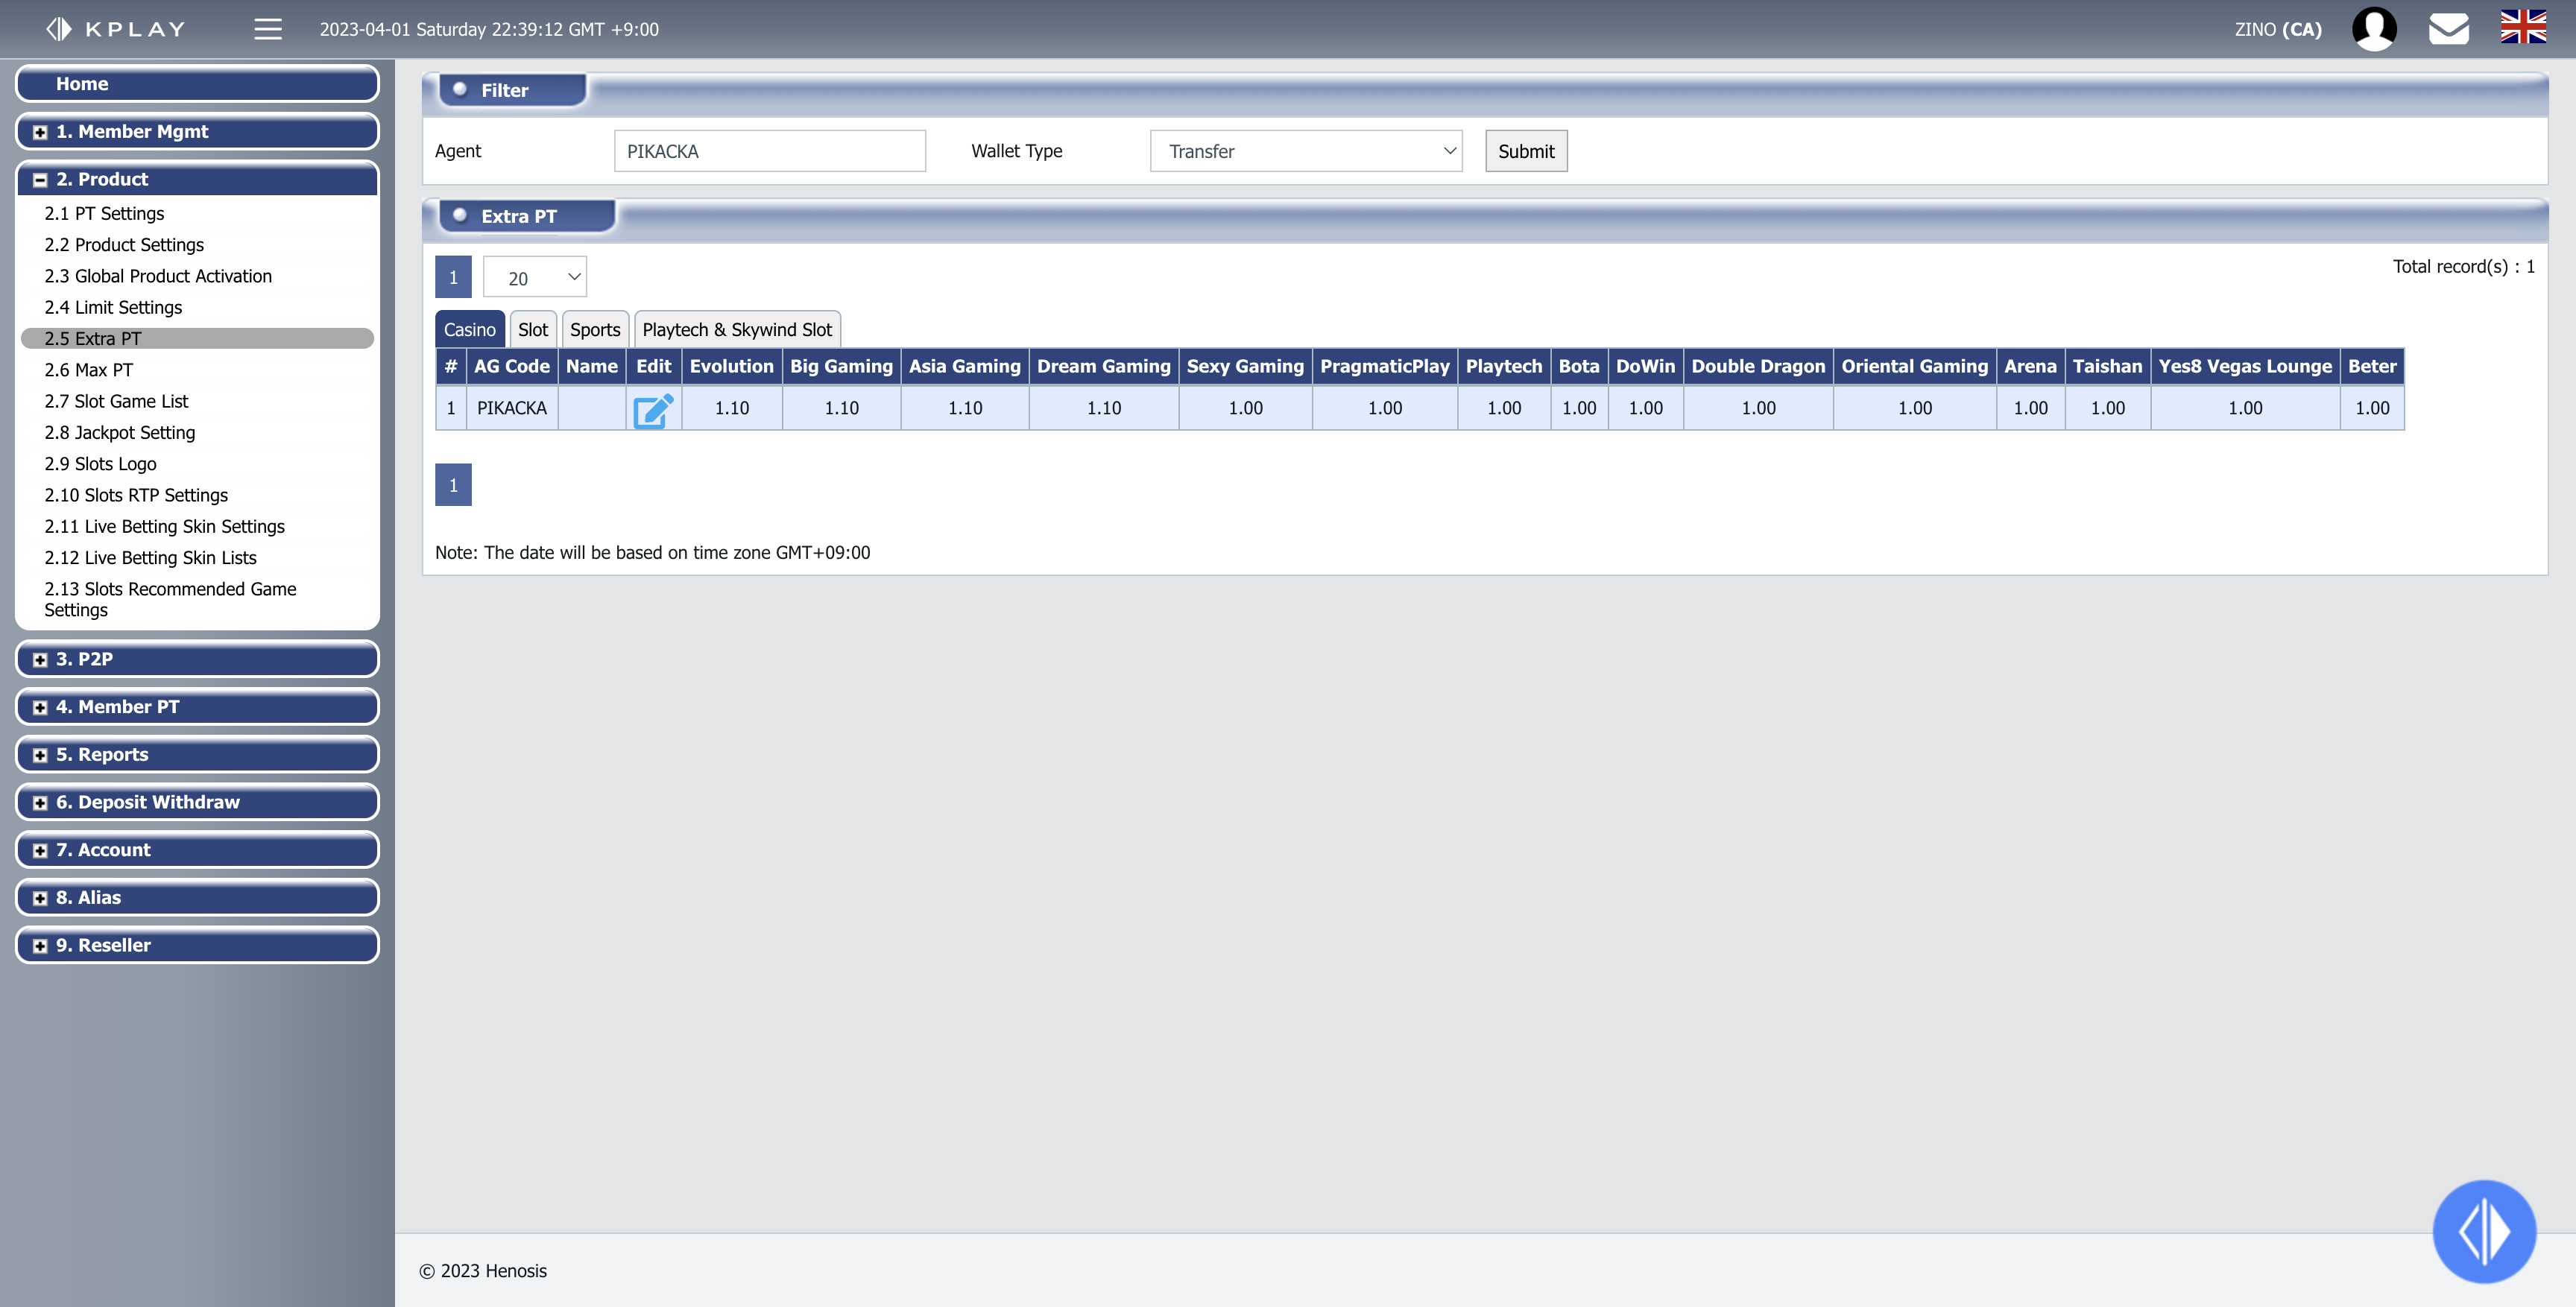 KPLAY
2023-04-01 Saturday 22:39:12 GMT +9:00
ZINO (CA)
Home
1. Member Mgmt
2. Product
2.1 PT Settings
2.2 Product Settings
2.3 Global Product Activation
2.4 Limit Settings
2.5 Extra PT
2.6 Max PT
2.7 Slot Game List
2.8 Jackpot Setting
2.9 Slots Logo
2.10 Slots RTP Settings
2.11 Live Betting Skin Settings
2.12 Live Betting Skin Lists
2.13 Slots Recommended Game
Settings
3. P2P
4. Member PT
5. Reports
6. Deposit Withdraw
7. Account
8. Alias
9. Reseller
Filter
Agent PIKACKA Wallet Type Transfer Submit
Extra PT
1 20 Total record(s) : 1
Casino Slot Sports Playtech & Skywind Slot
# AG Code Name Edit Evolution Big Gaming Asia Gaming Dream Gaming Sexy Gaming PragmaticPlay Playtech Bota DoWin Double Dragon Oriental Gaming Arena Taishan Yes8 Vegas Lounge Beter
1 PIKACKA 1.10 1.10 1.10 1.10 1.00 1.00 1.00 1.00 1.00 1.00 1.00 1.00 1.00 1.00 1.00
1
Note: The date will be based on time zone GMT+09:00
© 2023 Henosis